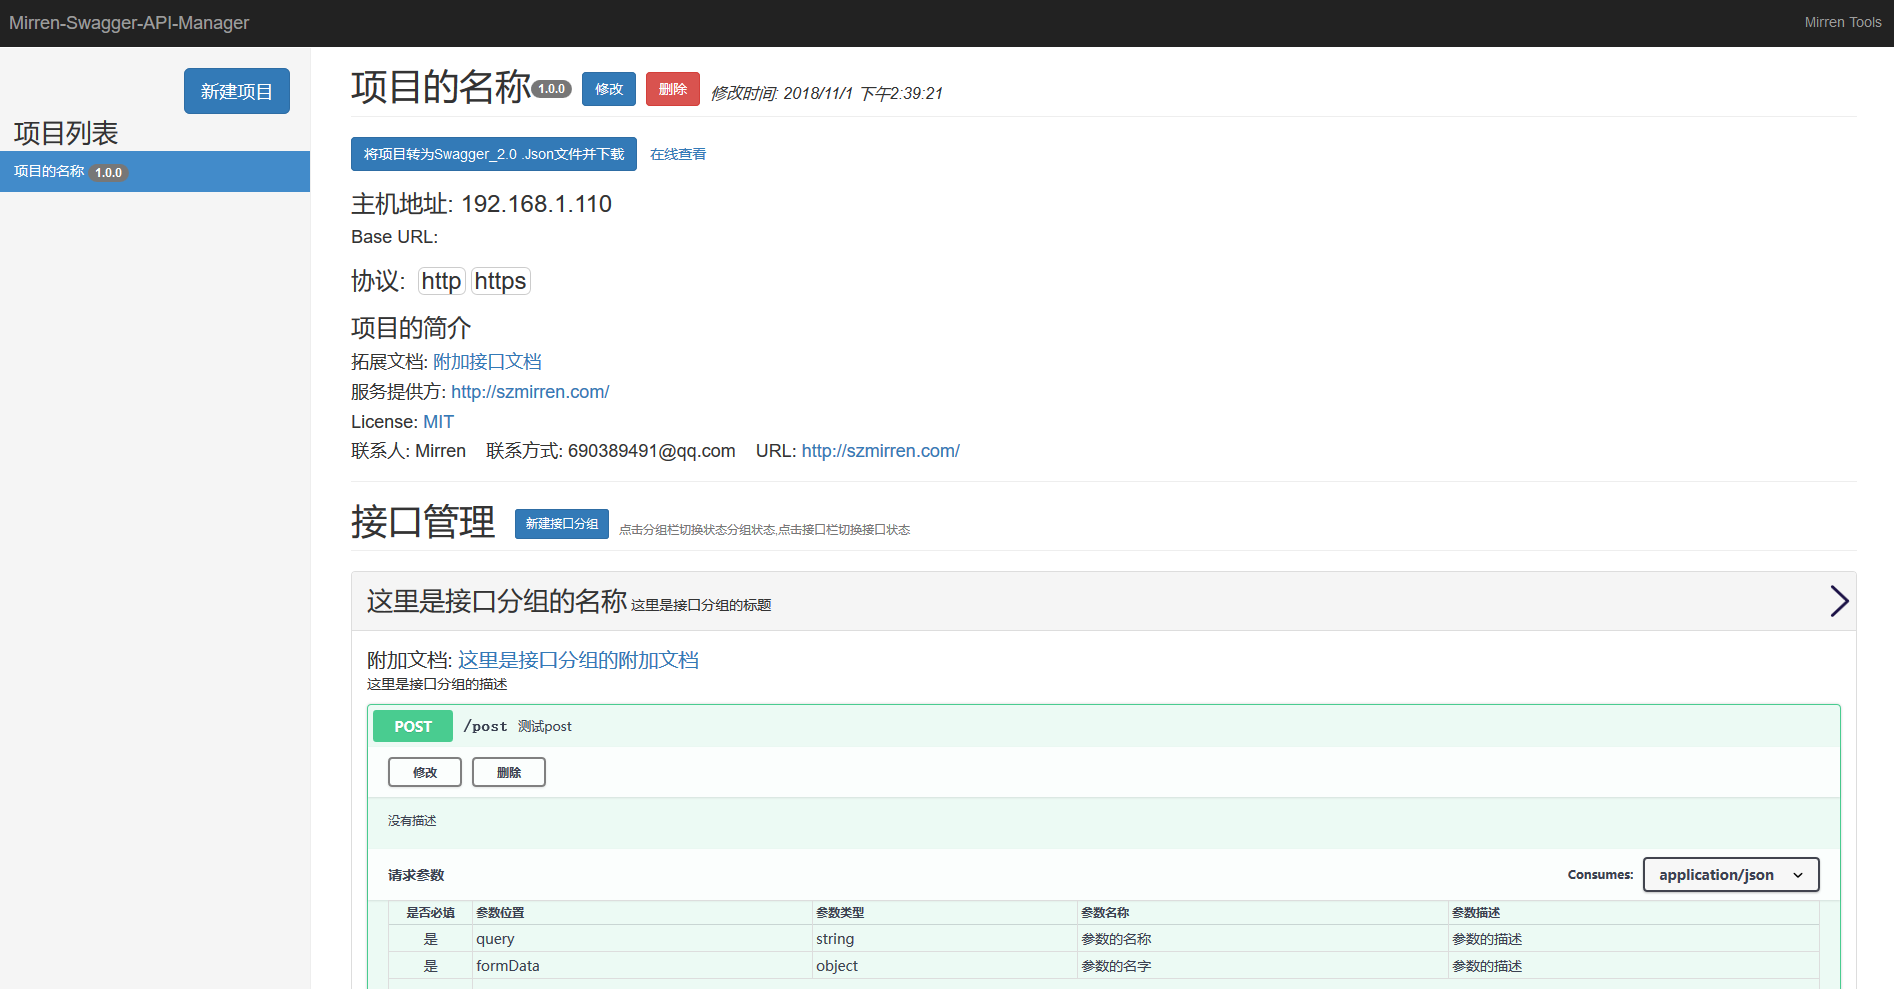 Mirren-Swagger-API-Manager
Mirren Tools
新建项目
项目列表
项目的名称 1.0.0
项目的名称 1.0.0 修改 删除 修改时间: 2018/11/1 下午2:39:21
将项目转为Swagger_2.0 .Json文件并下载 在线查看
主机地址: 192.168.1.110
Base URL:
协议: http https
项目的简介
拓展文档: 附加接口文档
服务提供方: http://szmirren.com/
License: MIT
联系人: Mirren 联系方式: 690389491@qq.com URL: http://szmirren.com/
接口管理 新建接口分组 点击分组栏切换状态分组状态,点击接口栏切换接口状态
这里是接口分组的名称 这里是接口分组的标题
附加文档: 这里是接口分组的附加文档
这里是接口分组的描述
POST /post 测试post
修改 删除
没有描述
请求参数 Consumes: application/json
是否必填 参数位置 参数类型 参数名称 参数描述
是 query string 参数的名称 参数的描述
是 formData object 参数的名字 参数的描述